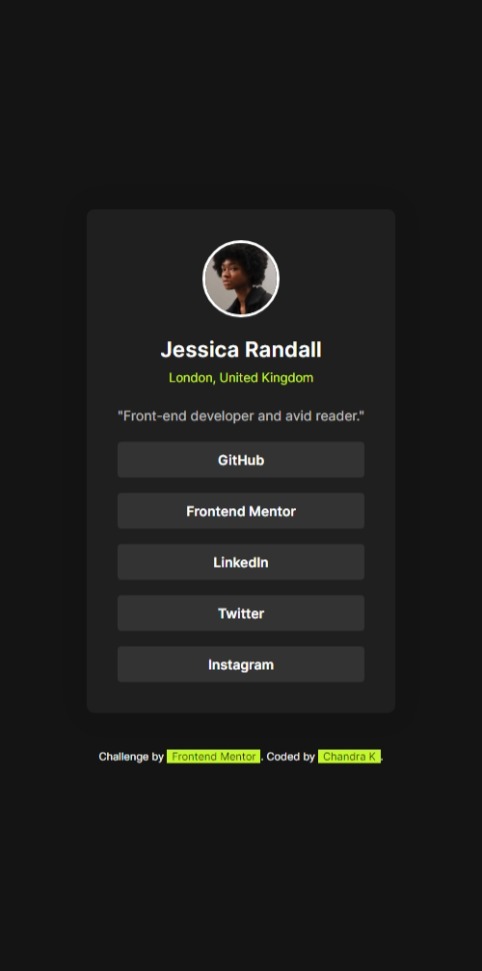 Jessica Randall
London, United Kingdom
"Front-end developer and avid reader."
GitHub
Frontend Mentor
LinkedIn
Twitter
Instagram
Challenge by Frontend Mentor. Coded by Chandra K.